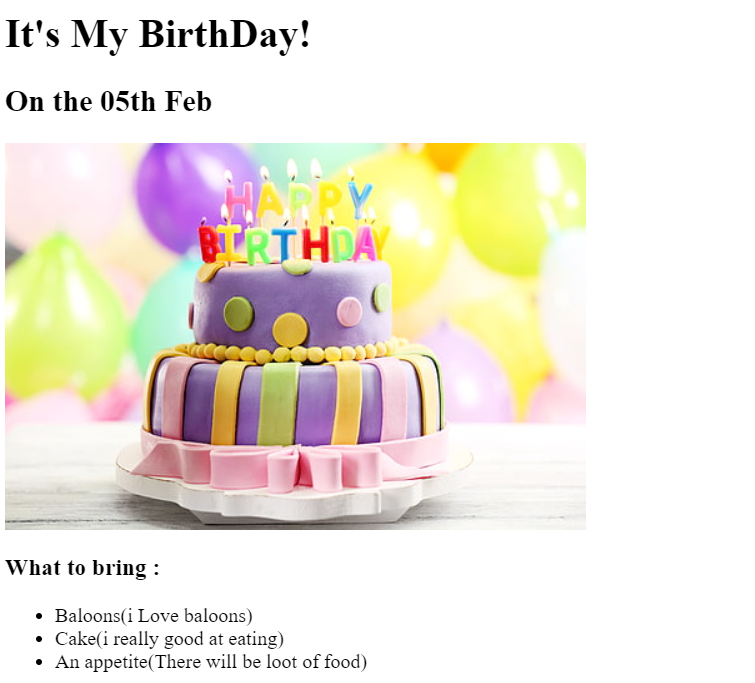 It's My BirthDay!
On the 05th Feb
HAPPY
BIRTHDAY
What to bring :
Baloons(i Love baloons)
Cake(i really good at eating)
An appetite(There will be loot of food)